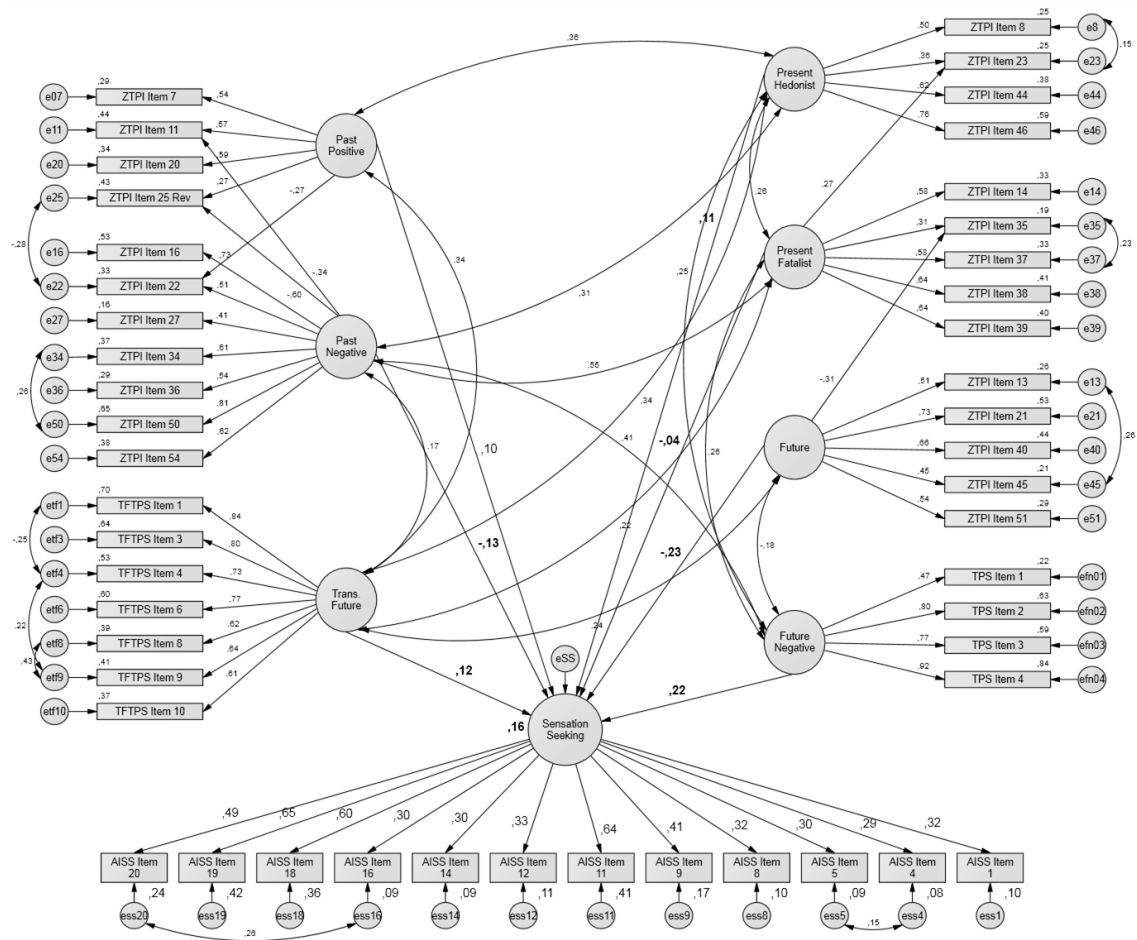 ,36
,50
,25
ZTPI Item 8
e8
,15
,36
,25
ZTPI Item 23
e23
,62
,38
ZTPI Item 44
e44
,76
,59
ZTPI Item 46
e46
Present
Hedonist
,29
e07
ZTPI Item 7
,54
,44
e11
ZTPI Item 11
,67
,34
e20
ZTPI Item 20
,59
,43
e25
ZTPI Item 25 Rev
,27
Past
Positive
-,27
-,28
,53
e16
ZTPI Item 16
,73
,33
e22
ZTPI Item 22
,51
,16
e27
ZTPI Item 27
,41
,37
e34
ZTPI Item 34
,61
,29
e36
ZTPI Item 36
,54
,26
,65
e50
ZTPI Item 50
,81
,38
e54
ZTPI Item 54
,62
-,34
-,60
Past
Negative
,34
,31
,11
,25
,26
,27
Present
Fatalist
,58
,33
ZTPI Item 14
e14
,31
,19
ZTPI Item 35
e35
,23
,58
,33
ZTPI Item 37
e37
,64
,41
ZTPI Item 38
e38
,64
,40
ZTPI Item 39
e39
,55
,34
,41
,17
,10
-,04
,26
-,31
,22
-,13
-,23
-,18
,24
Future
,51
,26
ZTPI Item 13
e13
,73
,53
ZTPI Item 21
e21
,66
,44
ZTPI Item 40
e40
,26
,45
,21
ZTPI Item 45
e45
,54
,29
ZTPI Item 51
e51
,70
etf1
TFTPS Item 1
,84
-,25
,64
etf3
TFTPS Item 3
,80
,53
etf4
TFTPS Item 4
,73
,60
etf6
TFTPS Item 6
,77
,22
,39
etf8
TFTPS Item 8
,62
,43
,41
etf9
TFTPS Item 9
,64
,37
etf10
TFTPS Item 10
,61
Trans.
Future
Future
Negative
,47
,22
TPS Item 1
efn01
,80
,63
TPS Item 2
efn02
,77
,59
TPS Item 3
efn03
,92
,84
TPS Item 4
efn04
,12
,22
eSS
,16
Sensation
Seeking
,49
,65
,60
,30
,30
,33
,64
,41
,32
,30
,29
,32
AISS Item
20
AISS Item
19
AISS Item
18
AISS Item
16
AISS Item
14
AISS Item
12
AISS Item
11
AISS Item
9
AISS Item
8
AISS Item
5
AISS Item
4
AISS Item
1
,24
,42
,36
,09
,09
,11
,41
,17
,10
,09
,08
,10
ess20
ess19
ess18
ess16
ess14
ess12
ess11
ess9
ess8
ess5
ess4
ess1
,26
,15